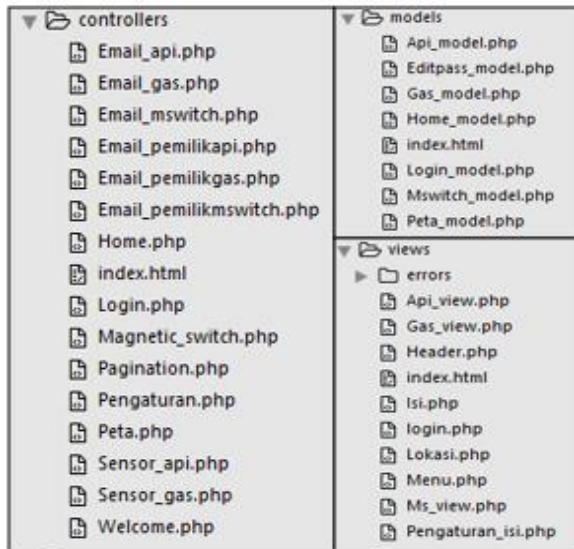 controllers
Email_api.php
Email_gas.php
Email_mswitch.php
Email_pemilikapi.php
Email_pemilikgas.php
Email_pemilikmswitch.php
Home.php
index.html
Login.php
Magnetic_switch.php
Pagination.php
Pengaturan.php
Peta.php
Sensor_api.php
Sensor_gas.php
Welcome.php
models
Api_model.php
Editpass_model.php
Gas_model.php
Home_model.php
index.html
Login_model.php
Mswitch_model.php
Peta_model.php
views
errors
Api_view.php
Gas_view.php
Header.php
index.html
Isi.php
login.php
Lokasi.php
Menu.php
Ms_view.php
Pengaturan_isi.php